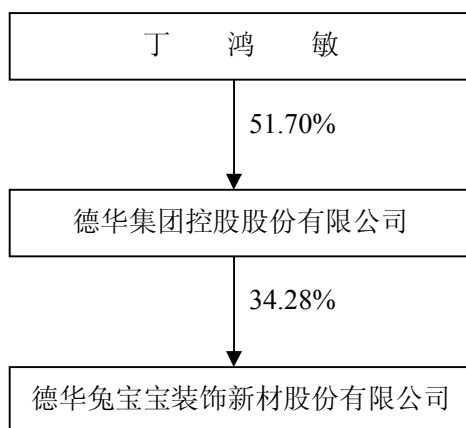 丁 鸿 敏
51.70%
德华集团控股股份有限公司
34.28%
德华兔宝宝装饰新材股份有限公司